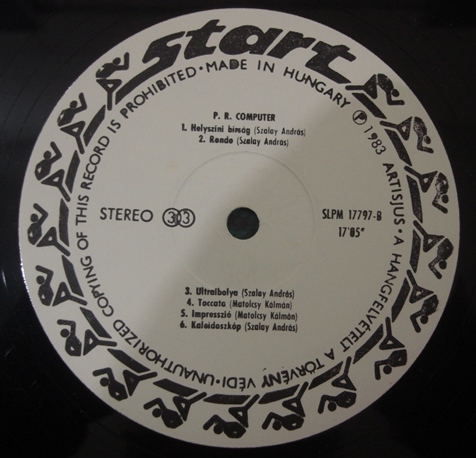 start
UNAUTHORIZED COPYING OF THIS RECORD IS PROHIBITED · MADE IN HUNGARY ℗ 1983 ARTISJUS · A HANGFELVÉTELT A TÖRVÉNY VÉDI ·
P. R. COMPUTER
1. Helyszíni bírság (Szalay András)
2. Rondo (Szalay András)
STEREO 33
SLPM 17797-B
17'05"
3. Ultraibolya (Szalay András)
4. Toccata (Matolcsy Kálmán)
5. Impresszió (Matolcsy Kálmán)
6. Kaleidoszkóp (Szalay András)